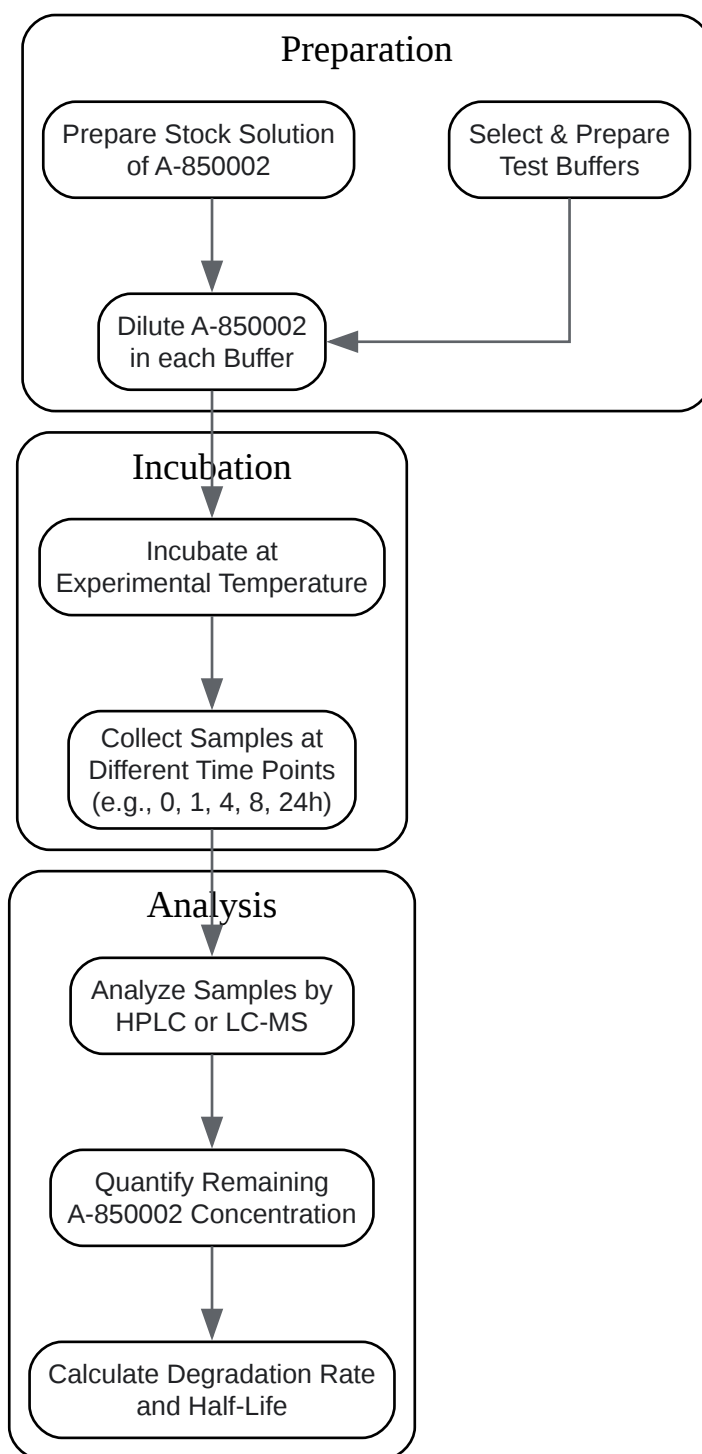 Preparation
Prepare Stock Solution
of A-850002
Select & Prepare
Test Buffers
Dilute A-850002
in each Buffer
Incubation
Incubate at
Experimental Temperature
Collect Samples at
Different Time Points
(e.g., 0, 1, 4, 8, 24h)
Analysis
Analyze Samples by
HPLC or LC-MS
Quantify Remaining
A-850002 Concentration
Calculate Degradation Rate
and Half-Life